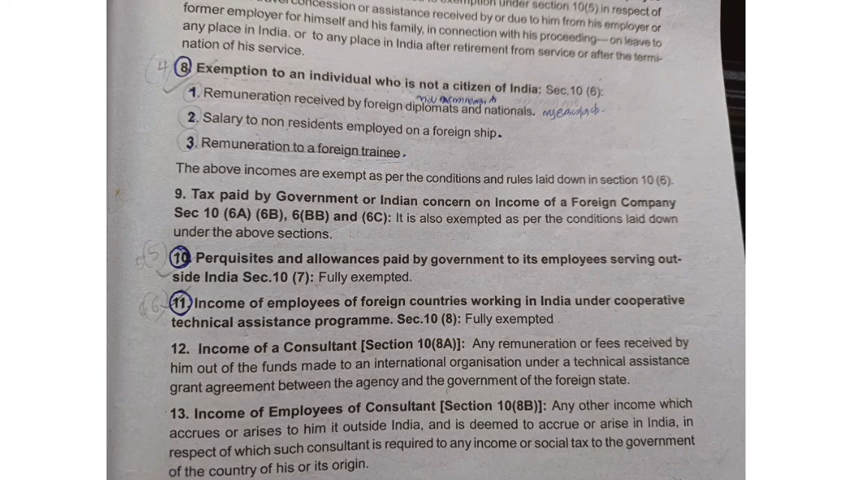 exemption under section 10(5) in respect of
concession or assistance received by or due to him from his employer or
former employer for himself and his family, in connection with his proceeding—on leave to
any place in India, or to any place in India after retirement from service or after the termi-
nation of his service.
4 8. Exemption to an individual who is not a citizen of India: Sec.10 (6):
1. Remuneration received by foreign diplomats and nationals.
2. Salary to non residents employed on a foreign ship.
3. Remuneration to a foreign trainee.
The above incomes are exempt as per the conditions and rules laid down in section 10 (6).
9. Tax paid by Government or Indian concern on Income of a Foreign Company
Sec 10 (6A) (6B), 6(BB) and (6C): It is also exempted as per the conditions laid down
under the above sections.
5 10. Perquisites and allowances paid by government to its employees serving out-
side India Sec.10 (7): Fully exempted.
6 11. Income of employees of foreign countries working in India under cooperative
technical assistance programme. Sec.10 (8): Fully exempted
12. Income of a Consultant [Section 10(8A)]: Any remuneration or fees received by
him out of the funds made to an international organisation under a technical assistance
grant agreement between the agency and the government of the foreign state.
13. Income of Employees of Consultant [Section 10(8B)]: Any other income which
accrues or arises to him it outside India, and is deemed to accrue or arise in India, in
respect of which such consultant is required to any income or social tax to the government
of the country of his or its origin.